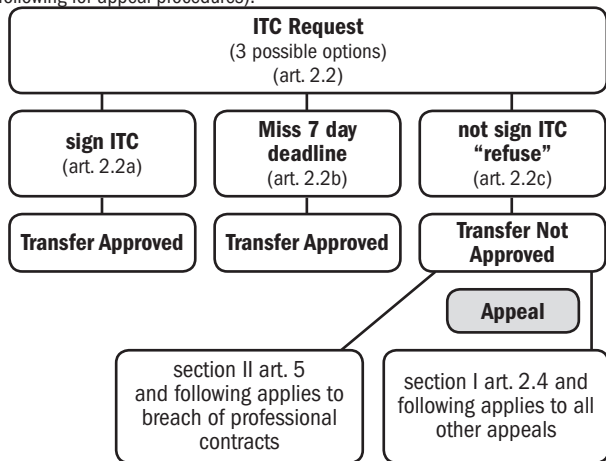 following for appeal procedures).
ITC Request
(3 possible options)
(art. 2.2)
sign ITC
(art. 2.2a)
Miss 7 day
deadline
(art. 2.2b)
not sign ITC
“refuse”
(art. 2.2c)
Transfer Approved
Transfer Approved
Transfer Not
Approved
Appeal
section II art. 5
and following applies to
breach of professional
contracts
section I art. 2.4 and
following applies to all
other appeals